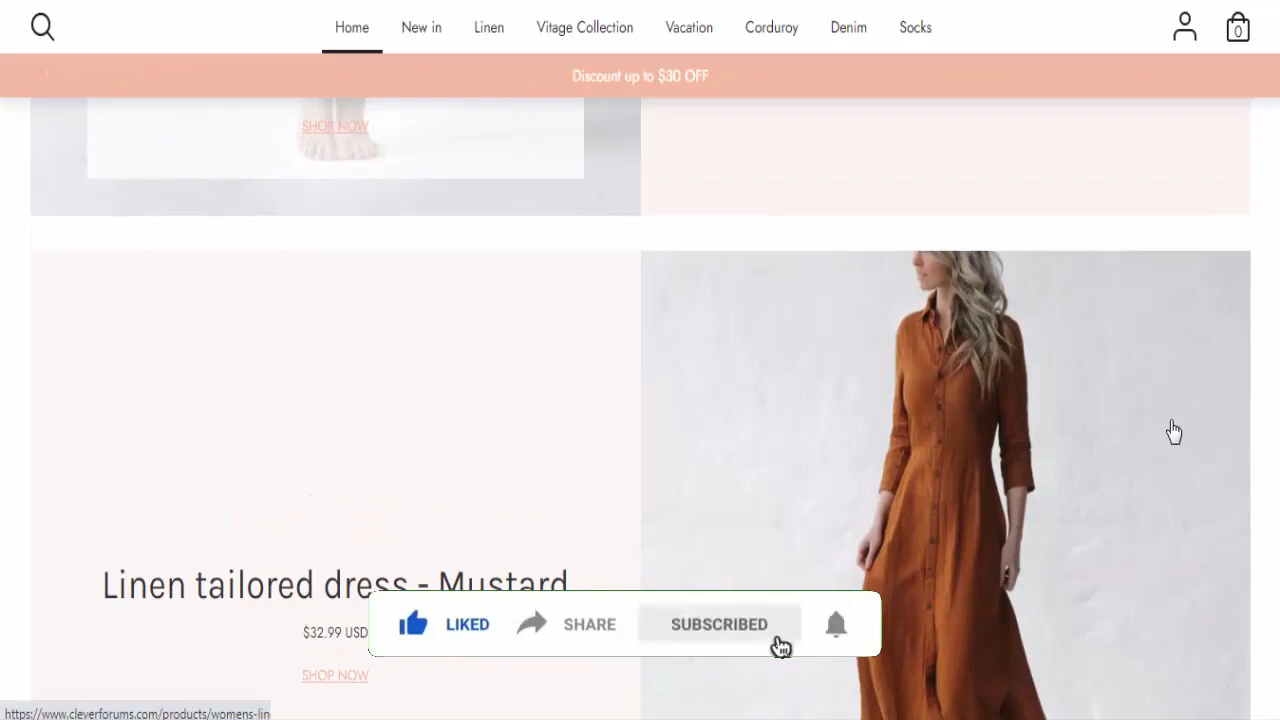 Home New in Linen Vitage Collection Vacation Corduroy Denim Socks
0
Discount up to $30 OFF
SHOP NOW
Linen tailored dress - Mustard
$32.99 USD
LIKED SHARE SUBSCRIBED
SHOP NOW
https://www.cleverforums.com/products/womens-lin